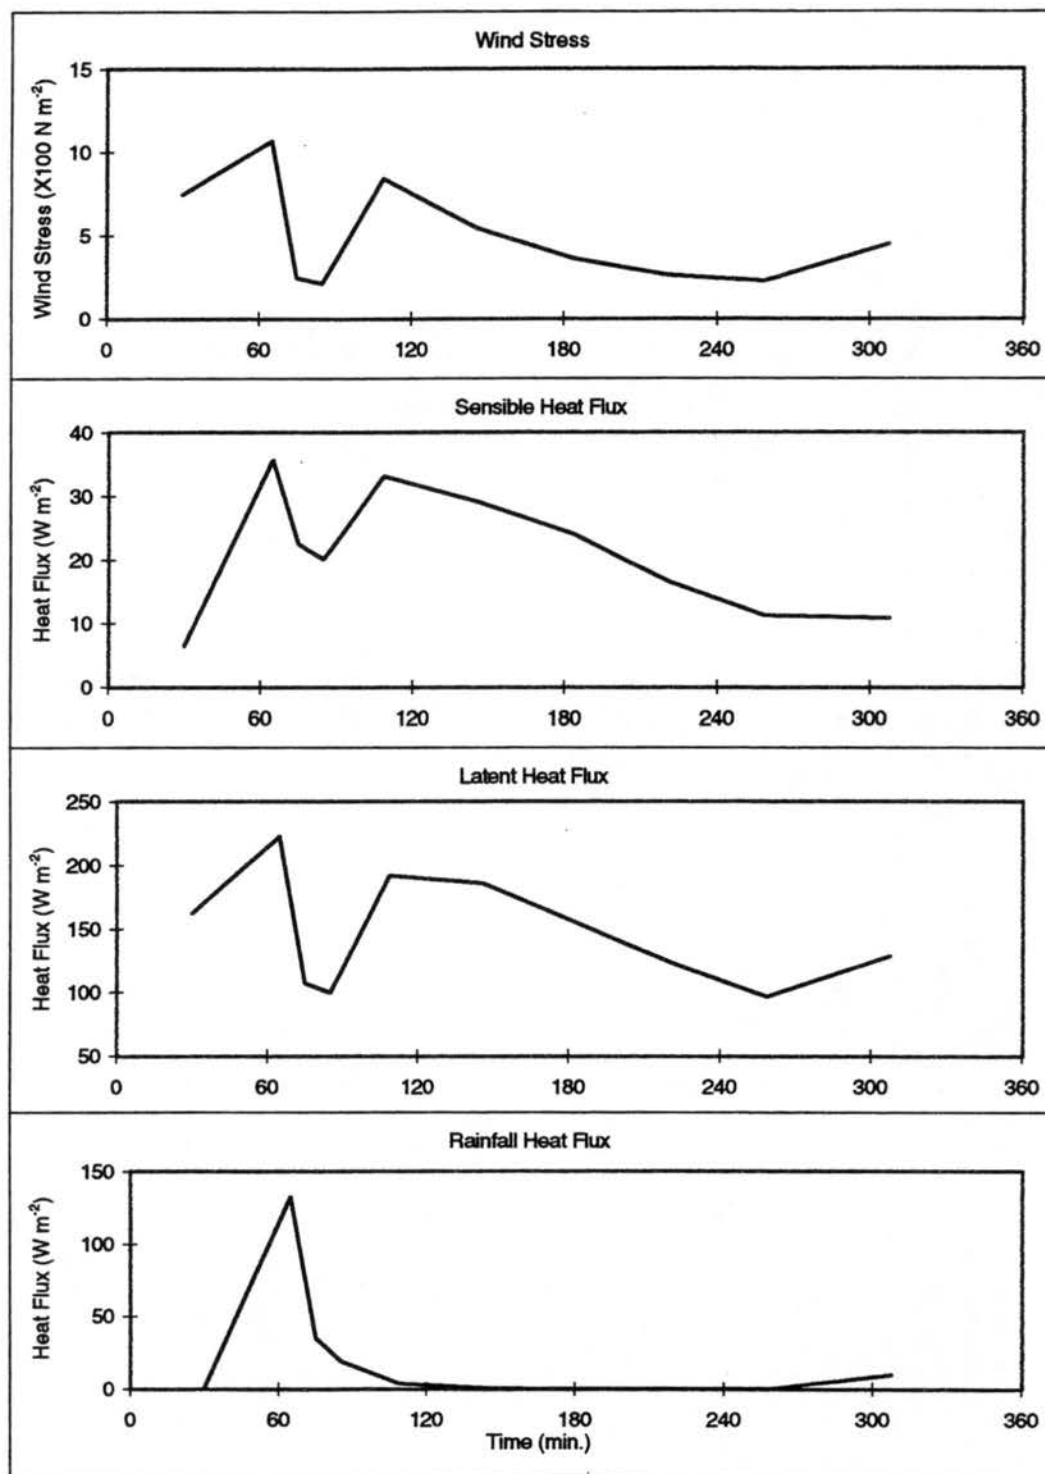 Wind Stress
Wind Stress (X100 N m-2)
15
10
5
0
0 60 120 180 240 300 360
Sensible Heat Flux
Heat Flux (W m-2)
40
30
20
10
0
0 60 120 180 240 300 360
Latent Heat Flux
Heat Flux (W m-2)
250
200
150
100
50
0 60 120 180 240 300 360
Rainfall Heat Flux
Heat Flux (W m-2)
150
100
50
0
0 60 120 180 240 300 360
Time (min.)